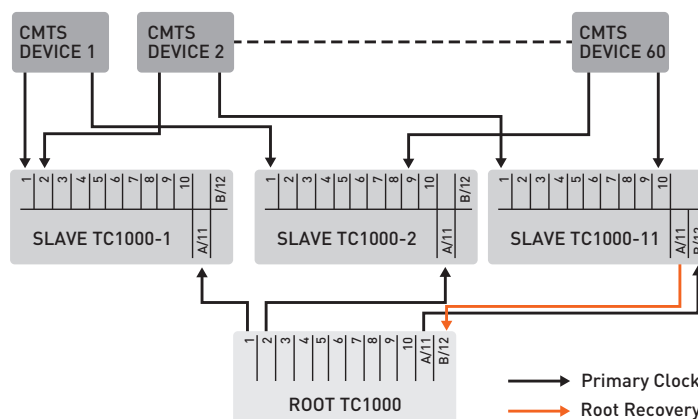 CMTS
DEVICE 1
CMTS
DEVICE 2
CMTS
DEVICE 60
1 2 3 4 5 6 7 8 9 10 A/11 B/12
SLAVE TC1000-1
1 2 3 4 5 6 7 8 9 10 A/11 B/12
SLAVE TC1000-2
1 2 3 4 5 6 7 8 9 10 A/11 B/12
SLAVE TC1000-11
1 2 3 4 5 6 7 8 9 10 A/11 B/12
ROOT TC1000
Primary Clock
Root Recovery